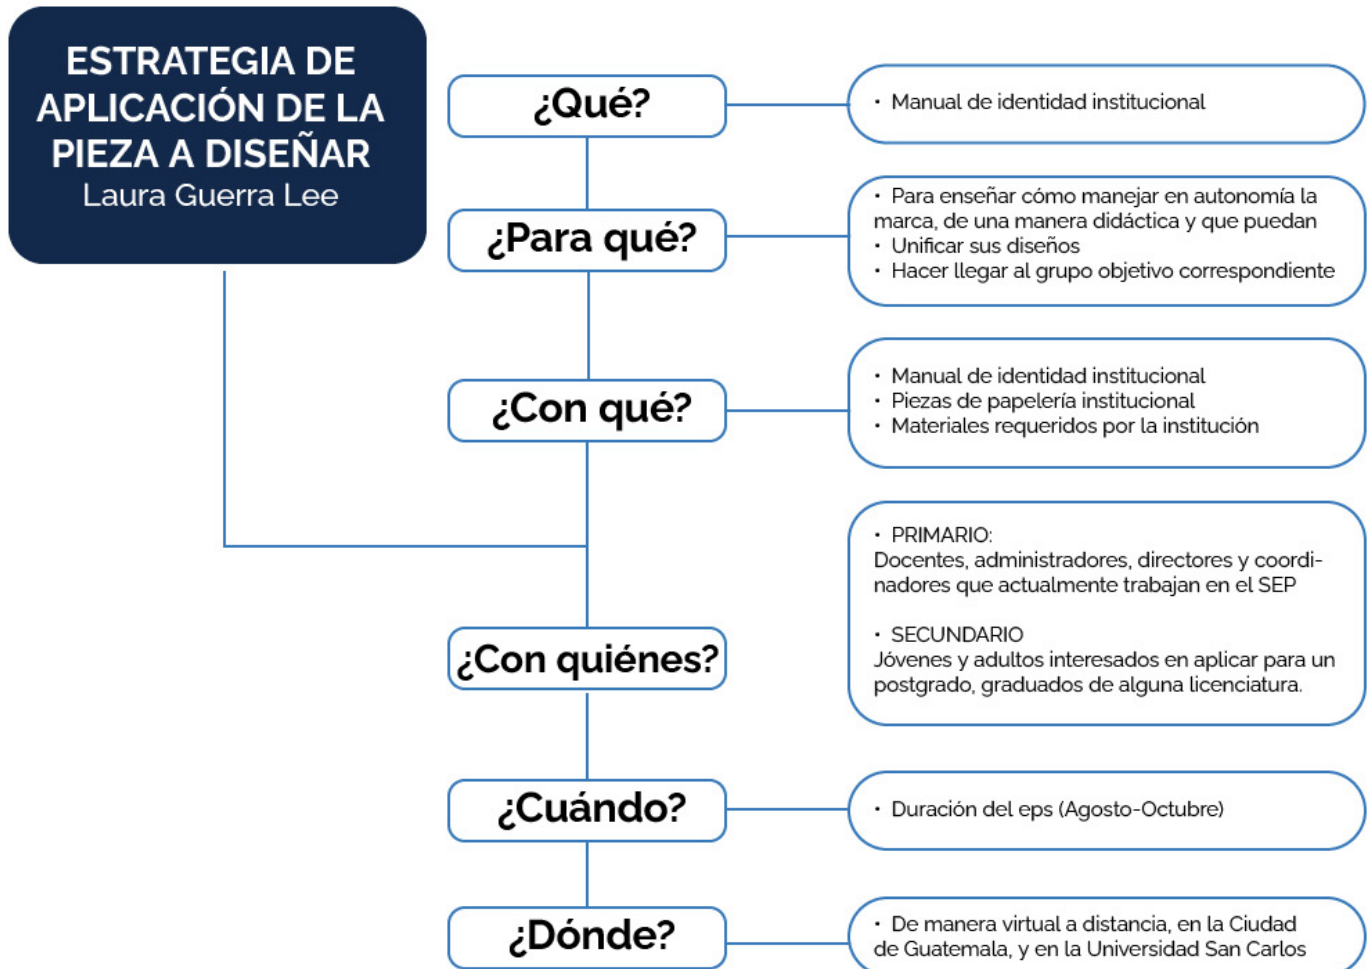 ESTRATEGIA DE
APLICACIÓN DE LA
PIEZA A DISEÑAR
Laura Guerra Lee
¿Qué?
• Manual de identidad institucional
¿Para qué?
• Para enseñar cómo manejar en autonomía la
marca, de una manera didáctica y que puedan
• Unificar sus diseños
• Hacer llegar al grupo objetivo correspondiente
¿Con qué?
• Manual de identidad institucional
• Piezas de papelería institucional
• Materiales requeridos por la institución
¿Con quiénes?
• PRIMARIO:
Docentes, administradores, directores y coordi-
nadores que actualmente trabajan en el SEP
• SECUNDARIO
Jóvenes y adultos interesados en aplicar para un
postgrado, graduados de alguna licenciatura.
¿Cuándo?
• Duración del eps (Agosto-Octubre)
¿Dónde?
• De manera virtual a distancia, en la Ciudad
de Guatemala, y en la Universidad San Carlos